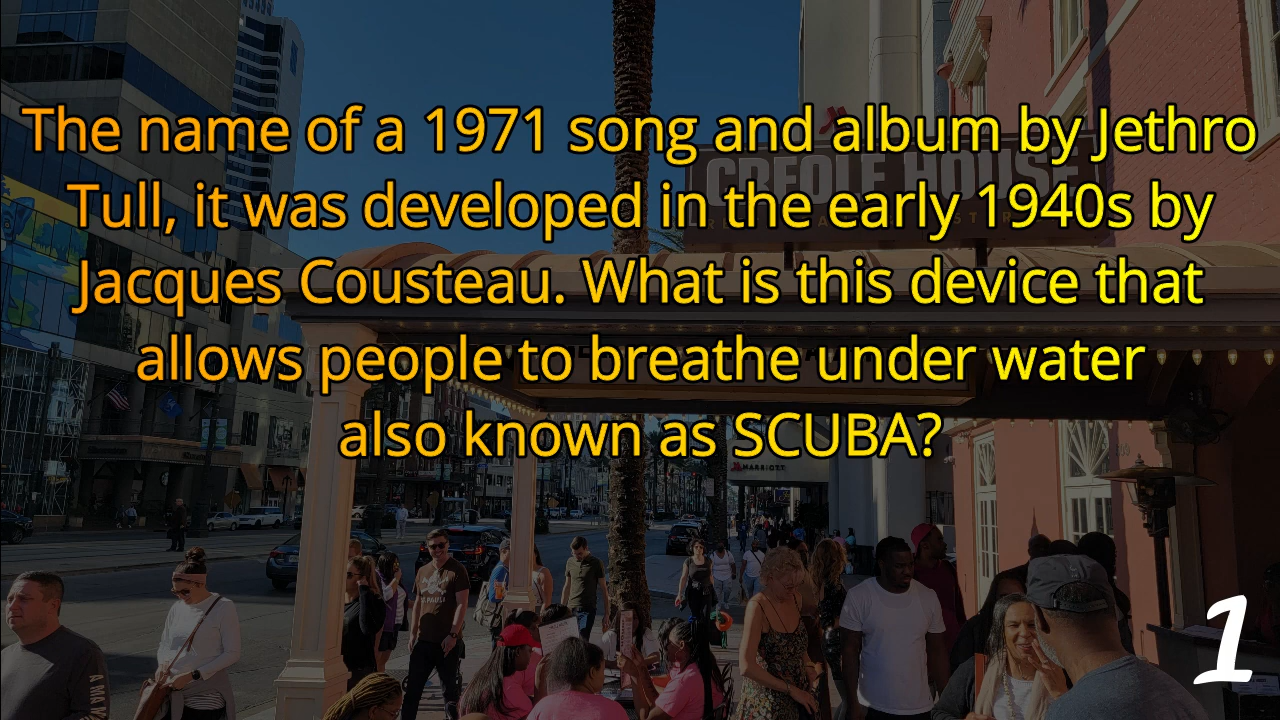 The name of a 1971 song and album by Jethro
Tull, it was developed in the early 1940s by
Jacques Cousteau. What is this device that
allows people to breathe under water
also known as SCUBA?
CREOLE HOUSE
MARRIOTT
1